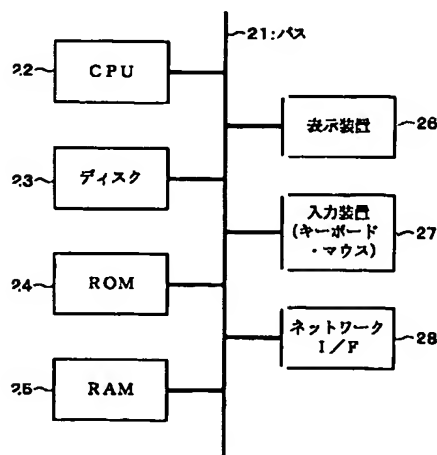 21:バス
22
CPU
26
表示装置
23
ディスク
入力装置
(キーボード
・マウス)
27
24
ROM
ネットワーク
I/F
28
25
RAM